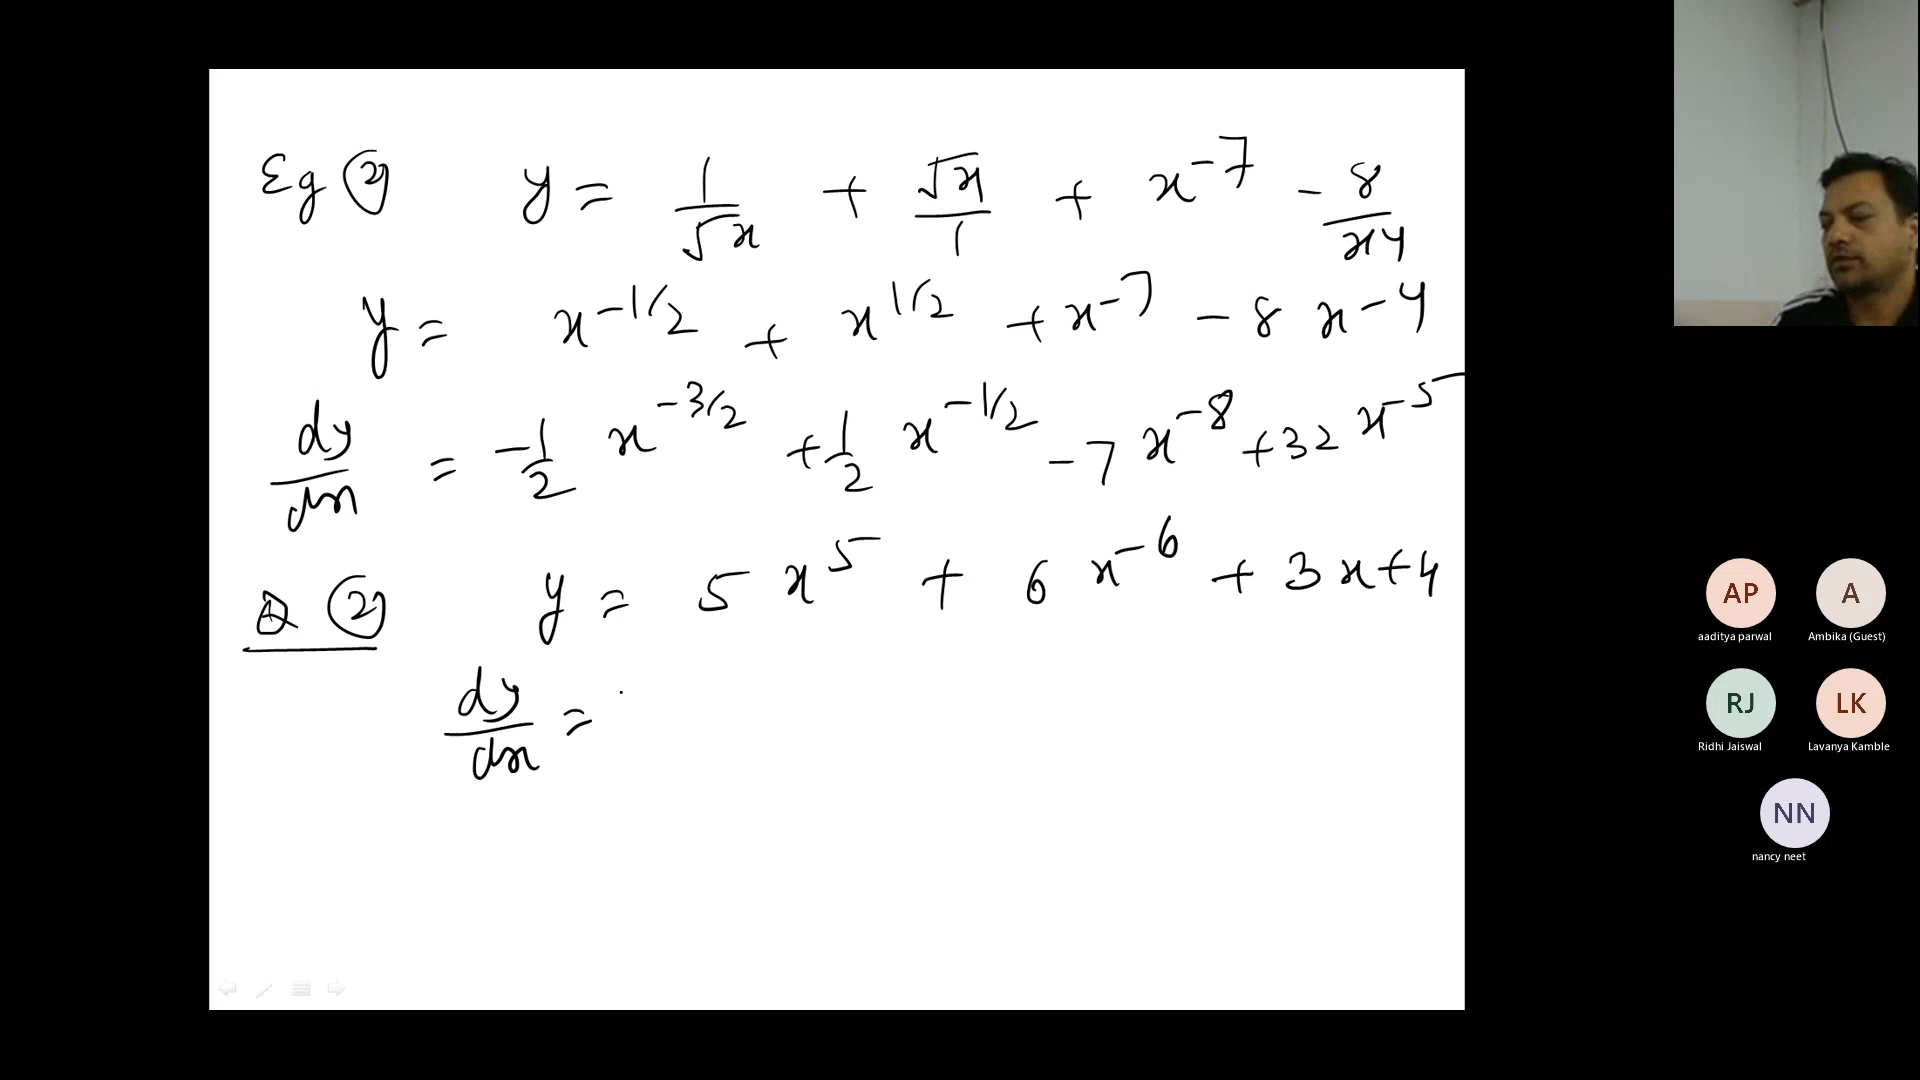 Eg ② y = 1/√x + √x/1 + x^-7 - 8/x4
y = x^-1/2 + x^1/2 + x^-7 - 8 x^-4
dy/dx = -1/2 x^-3/2 + 1/2 x^-1/2 - 7 x^-8 + 32 x^-5
Q ② y = 5 x^5 + 6 x^-6 + 3x+4
dy/dx =
AP
aaditya parwal
A
Ambika (Guest)
RJ
Ridhi Jaiswal
LK
Lavanya Kamble
NN
nancy neet